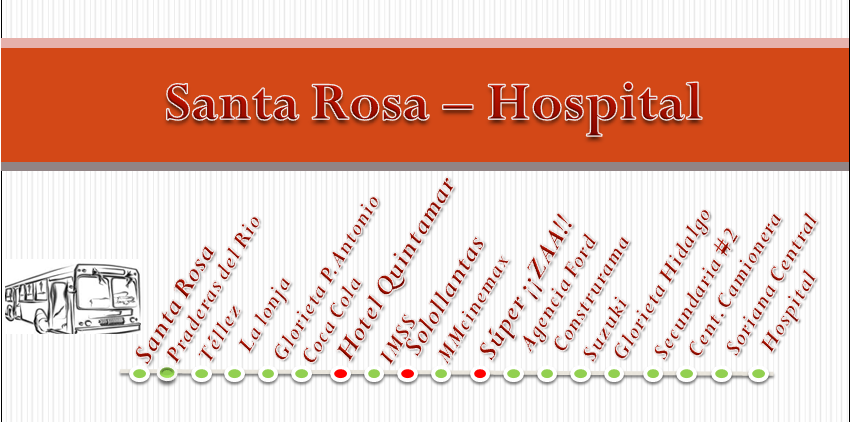 Santa Rosa – Hospital
Santa Rosa
Praderas del Rio
Téllez
La lonja
Glorieta P. Antonio
Coca Cola
Hotel Quintamar
IMSS
Solollantas
MMcinemax
Súper ¡¡ZAA!!
Agencia Ford
Construrama
Suzuki
Glorieta Hidalgo
Secundaria #2
Cent. Camionera
Soriana Central
Hospital